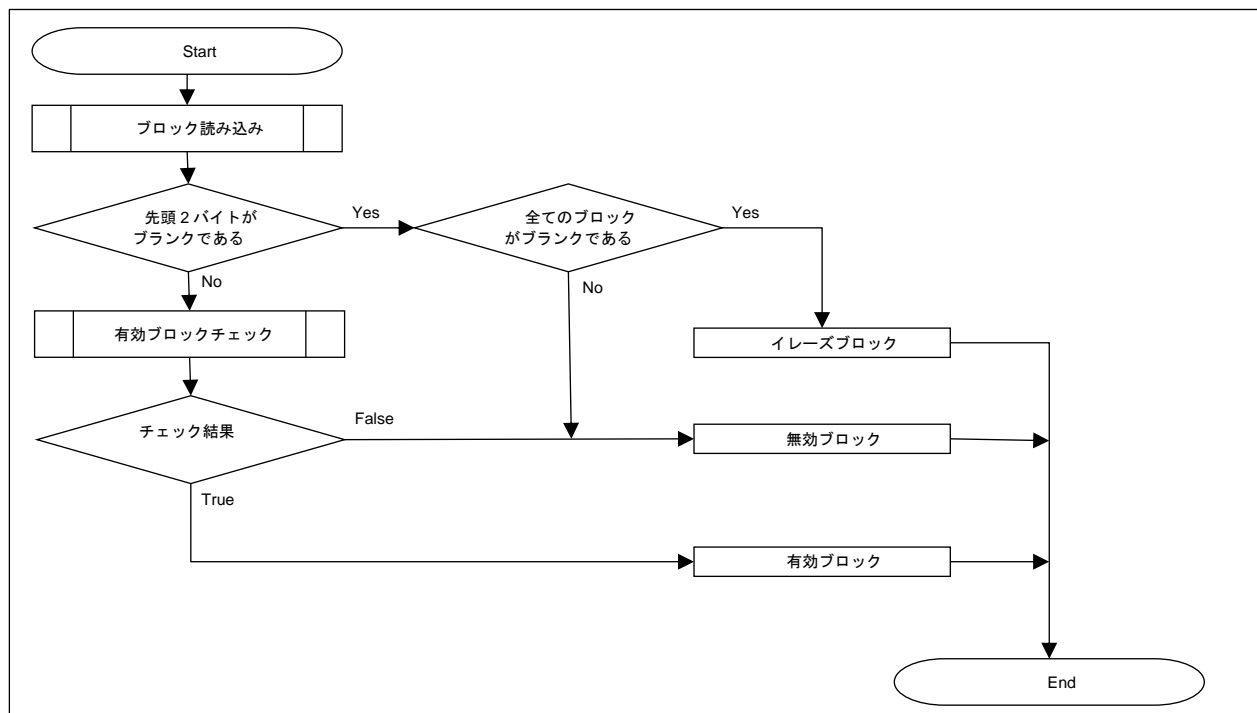 Start
ブロック読み込み
先頭2バイトが
ブランクである
Yes
全てのブロック
がブランクである
Yes
No
No
有効ブロックチェック
イレーズブロック
チェック結果
False
無効ブロック
True
有効ブロック
End